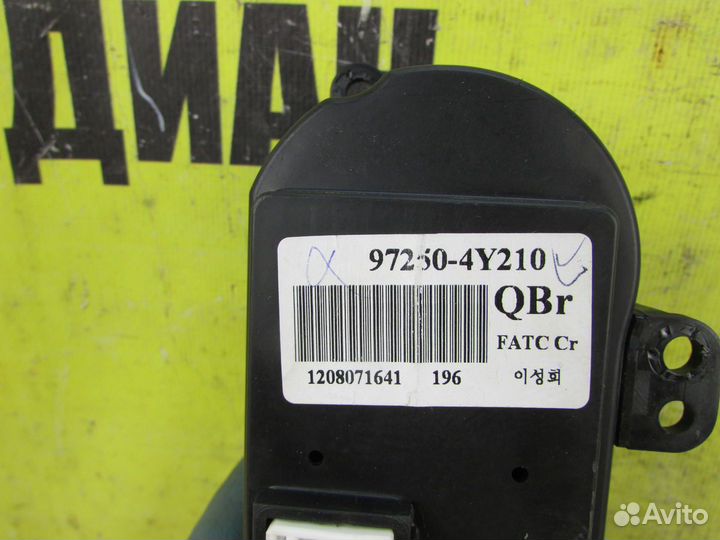 ДИАН
97250-4Y210
QBr
FATC Cr
1208071641 196 이성희
Avito